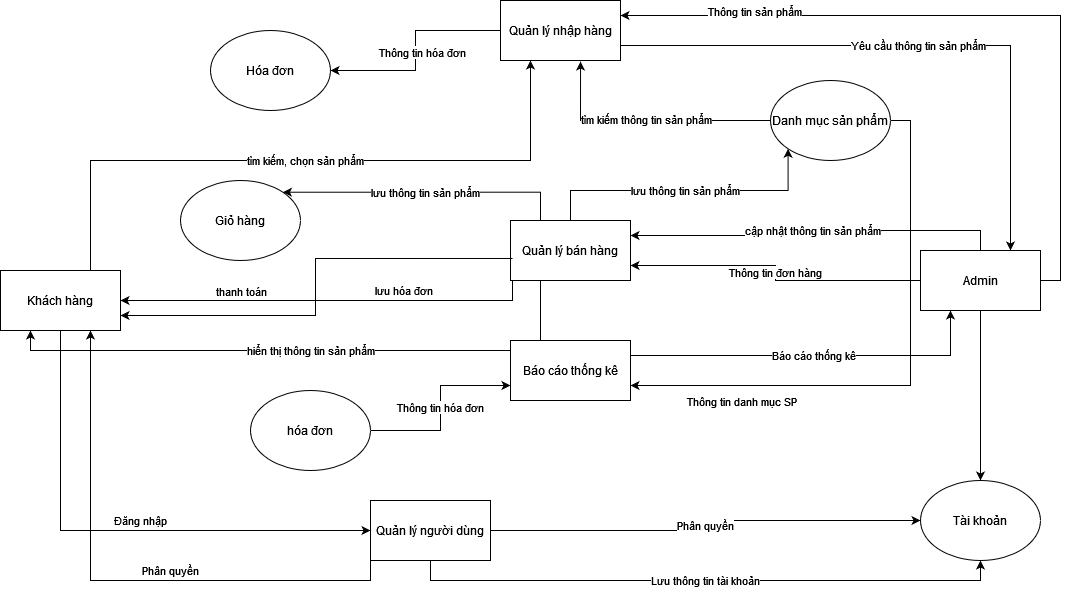 Thông tin sản phẩm
Quản lý nhập hàng
Yêu cầu thông tin sản phẩm
Thông tin hóa đơn
Hóa đơn
tìm kiếm thông tin sản phẩm
Danh mục sản phẩm
tìm kiếm, chọn sản phẩm
lưu thông tin sản phẩm
lưu thông tin sản phẩm
Giỏ hàng
cập nhật thông tin sản phẩm
Quản lý bán hàng
Thông tin đơn hàng
Admin
Khách hàng
thanh toán
lưu hóa đơn
hiển thị thông tin sản phẩm
Báo cáo thống kê
Báo cáo thống kê
Thông tin hóa đơn
Thông tin danh mục SP
hóa đơn
Đăng nhập
Quản lý người dùng
Phân quyền
Tài khoản
Phân quyền
Lưu thông tin tài khoản